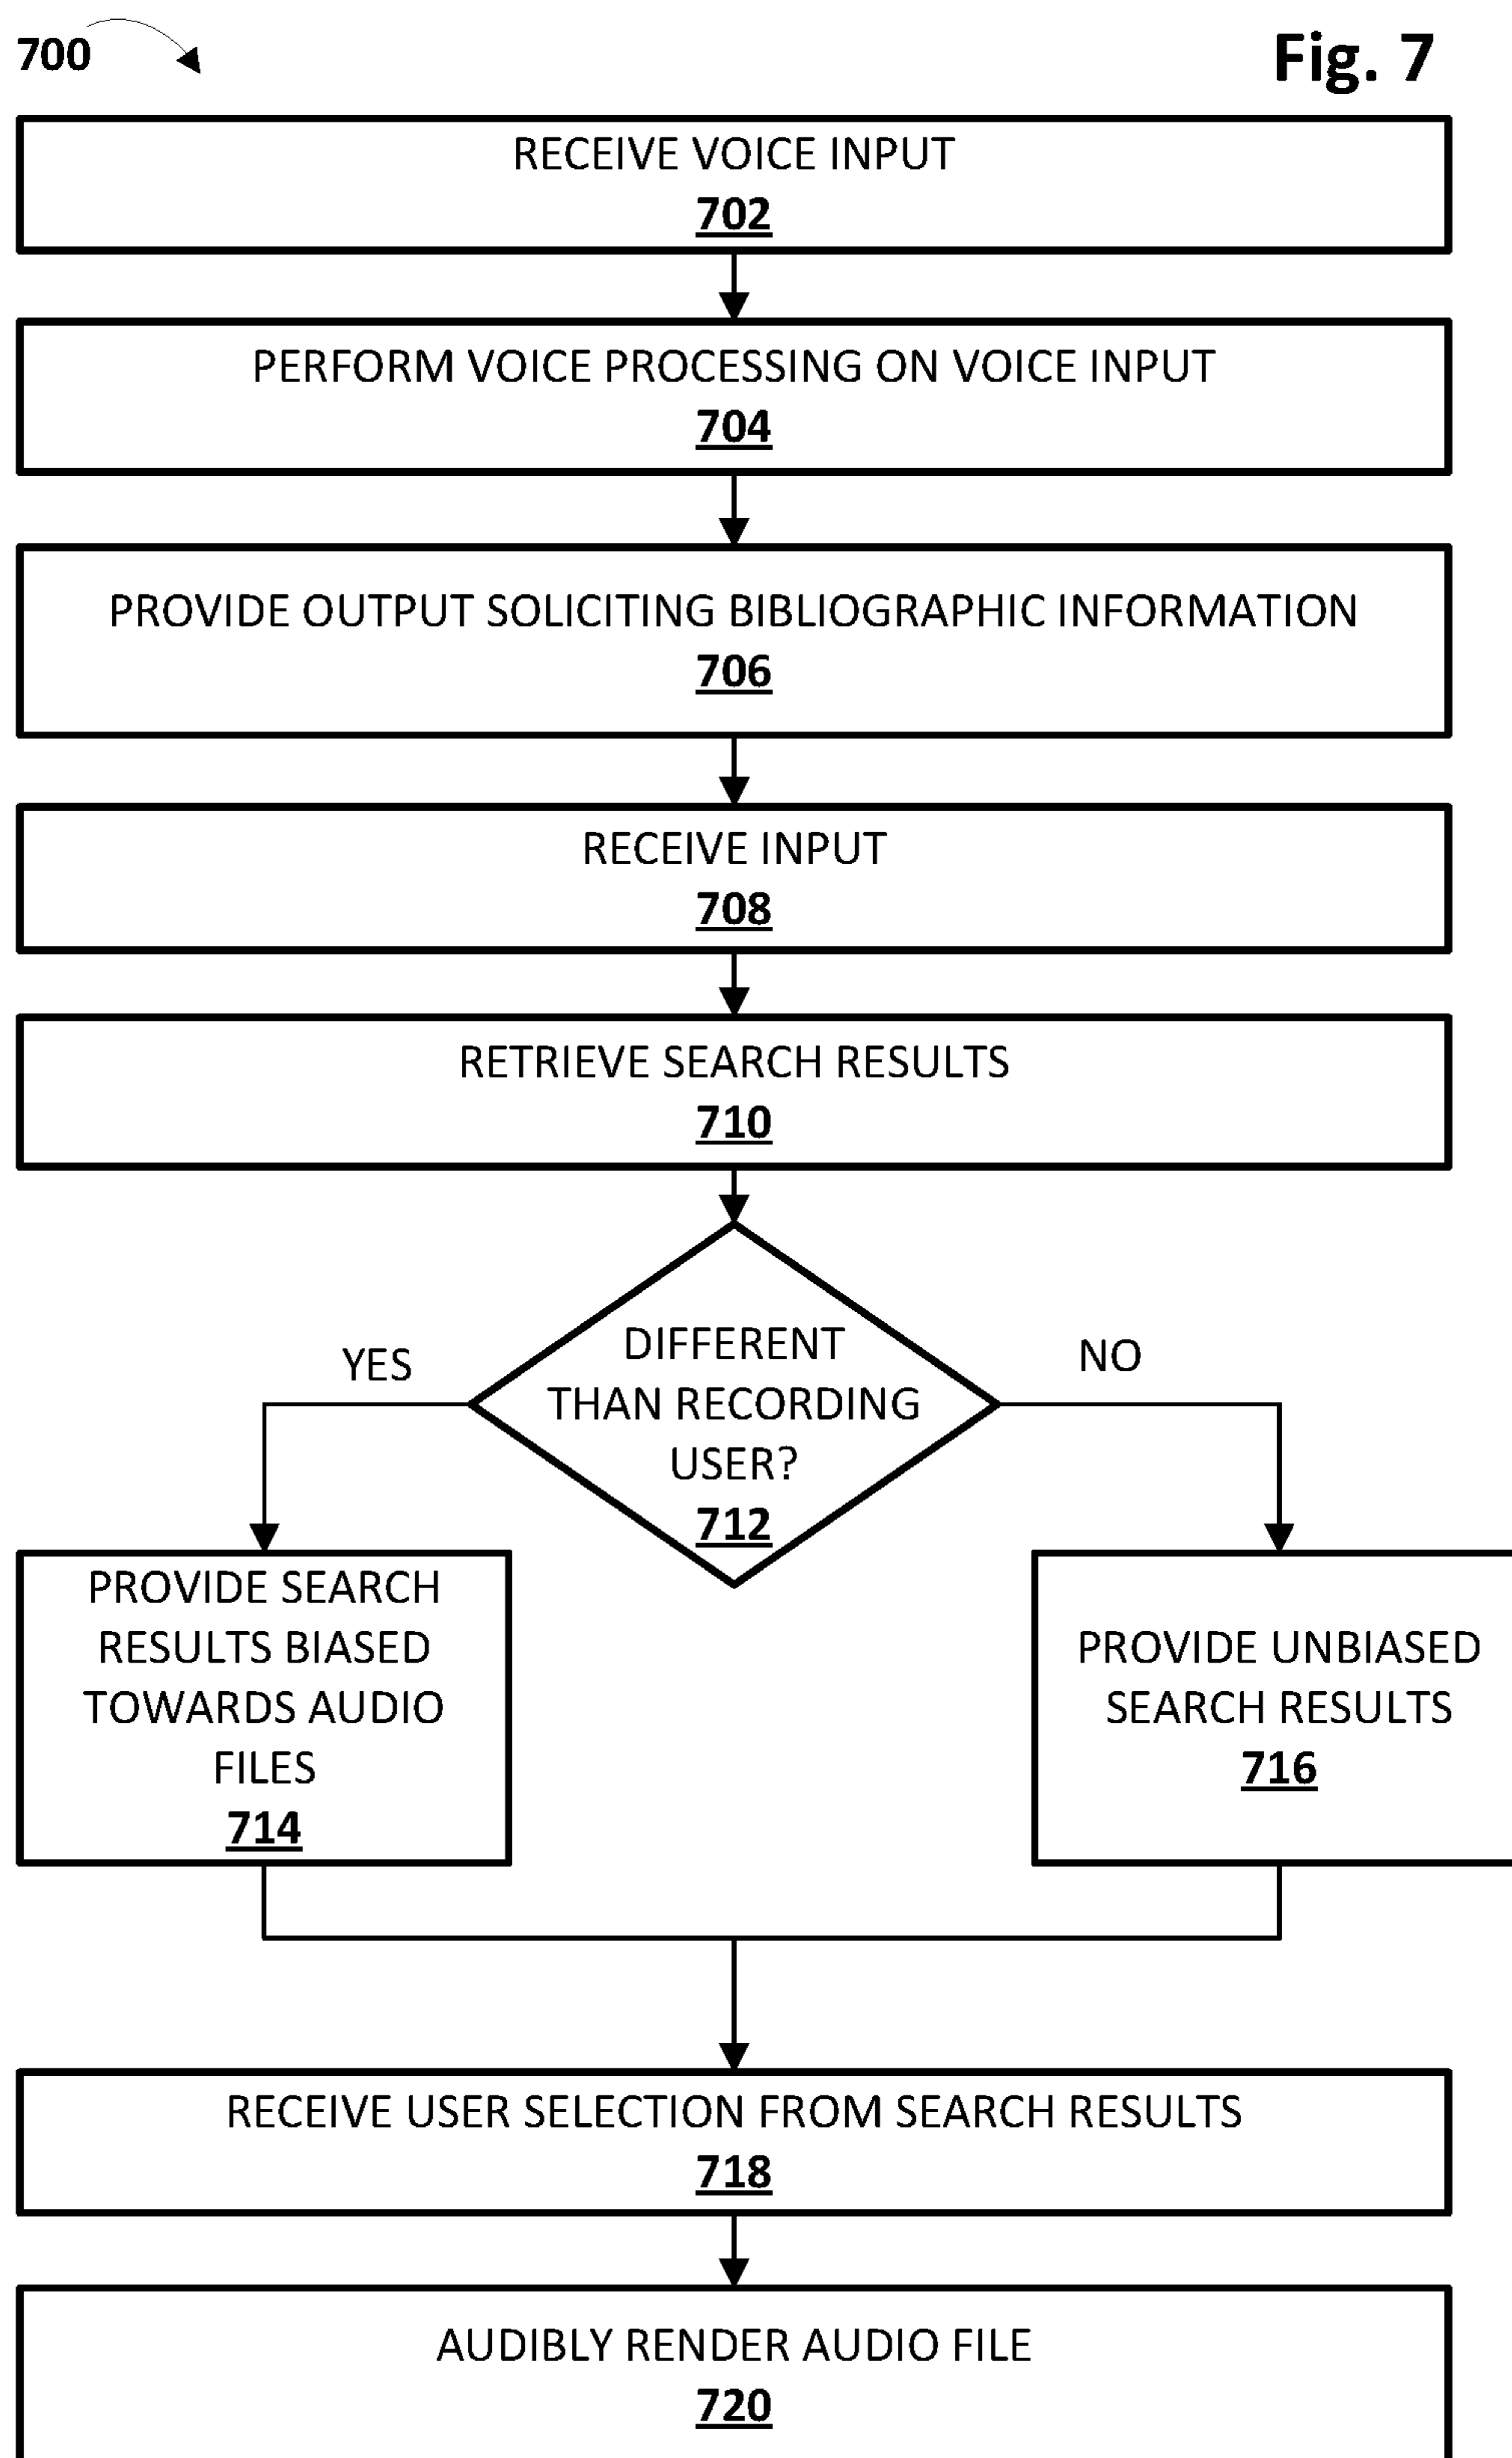 700
Fig. 7
RECEIVE VOICE INPUT
702
PERFORM VOICE PROCESSING ON VOICE INPUT
704
PROVIDE OUTPUT SOLICITING BIBLIOGRAPHIC INFORMATION
706
RECEIVE INPUT
708
RETRIEVE SEARCH RESULTS
710
DIFFERENT
THAN RECORDING
USER?
712
YES
NO
PROVIDE SEARCH
RESULTS BIASED
TOWARDS AUDIO
FILES
714
PROVIDE UNBIASED
SEARCH RESULTS
716
RECEIVE USER SELECTION FROM SEARCH RESULTS
718
AUDIBLY RENDER AUDIO FILE
720